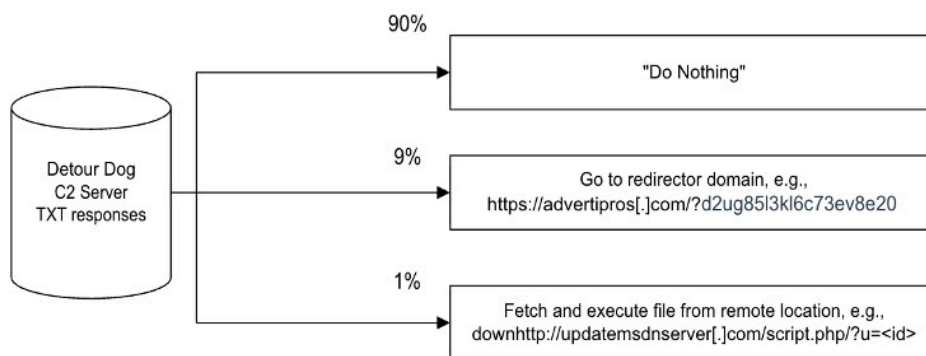 90%
"Do Nothing"
Detour Dog
C2 Server
TXT responses
9%
Go to redirector domain, e.g.,
https://advertipros[.]com/?d2ug85l3kl6c73ev8e20
1%
Fetch and execute file from remote location, e.g.,
downhttp://updatemsdnserver[.]com/script.php/?u=<id>